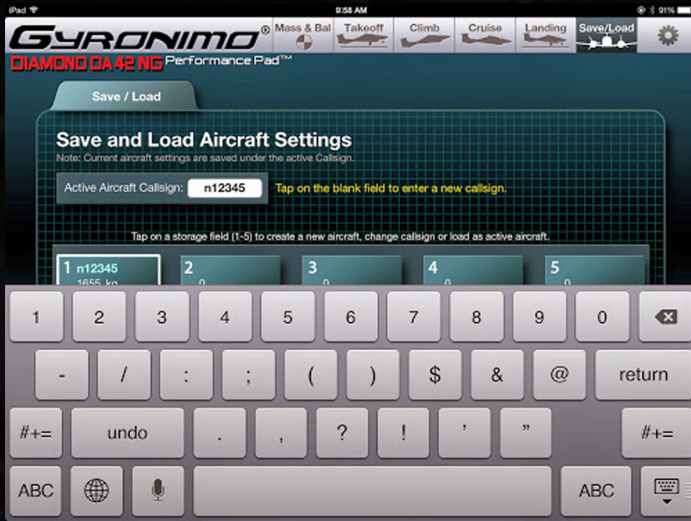 iPad 9:58 AM 91%
GYRONIMO® Mass & Bal Takeoff Climb Cruise Landing Save/Load
DIAMOND DA42 NG Performance Pad™
Save / Load
Save and Load Aircraft Settings
Note: Current aircraft settings are saved under the active Callsign.
Active Aircraft Callsign: n12345 Tap on the blank field to enter a new callsign.
Tap on a storage field (1-5) to create a new aircraft, change callsign or load as active aircraft.
1 n12345 2 3 4 5
1655 kg 0 0 0 0
1 2 3 4 5 6 7 8 9 0
- / : ; ( ) $ & @ return
#+= undo . , ? ! ' " #+=
ABC ABC